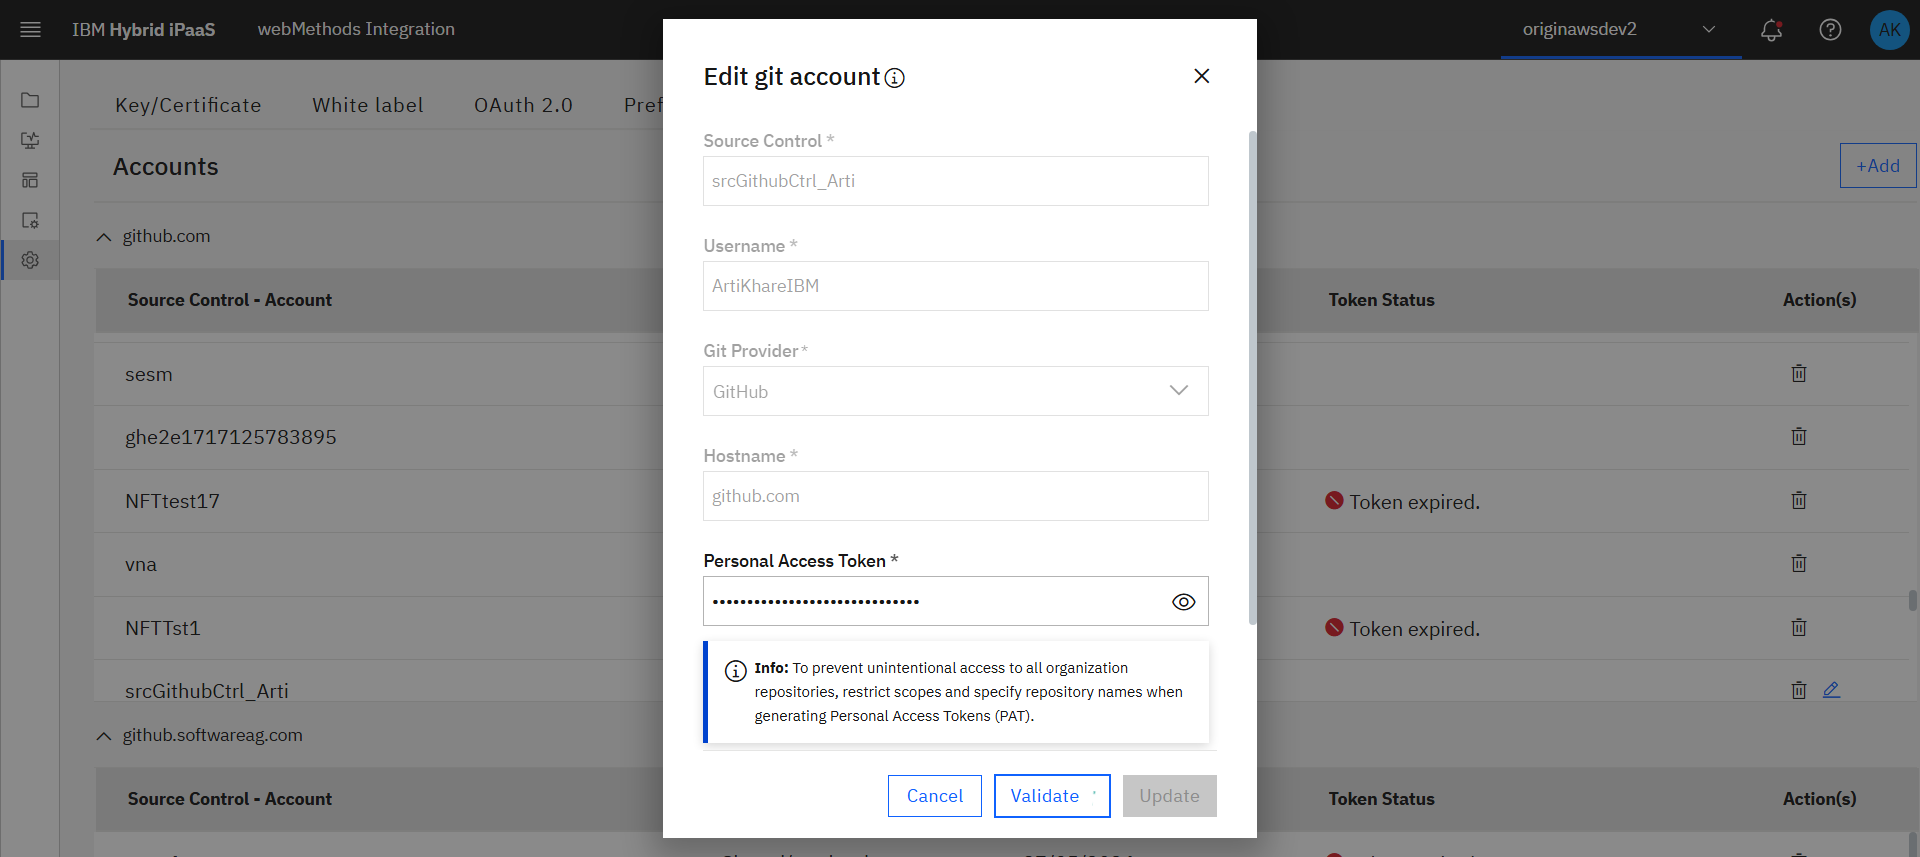 IBM Hybrid iPaaS
webMethods Integration
originawsdev2
AK
Key/Certificate
White label
OAuth 2.0
Pref
Accounts
+Add
github.com
Source Control - Account
Token Status
Action(s)
sesm
ghe2e1717125783895
NFTtest17
Token expired.
vna
NFTTst1
Token expired.
srcGithubCtrl_Arti
github.softwareag.com
Source Control - Account
Token Status
Action(s)
Edit git account
Source Control *
srcGithubCtrl_Arti
Username *
ArtiKhareIBM
Git Provider*
GitHub
Hostname *
github.com
Personal Access Token *
••••••••••••••••••••••••••••••
Info: To prevent unintentional access to all organization
repositories, restrict scopes and specify repository names when
generating Personal Access Tokens (PAT).
Cancel
Validate
Update